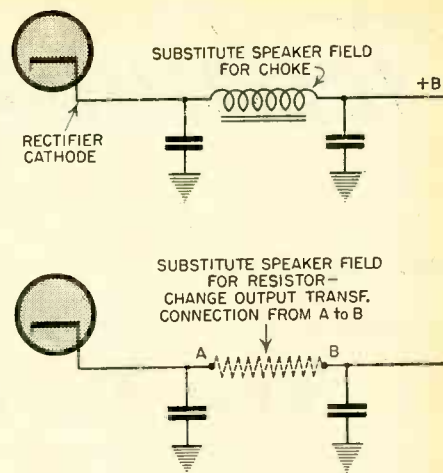 SUBSTITUTE SPEAKER FIELD
FOR CHOKE
+B
RECTIFIER
CATHODE
SUBSTITUTE SPEAKER FIELD
FOR RESISTOR—
CHANGE OUTPUT TRANSF.
CONNECTION FROM A to B
A
B